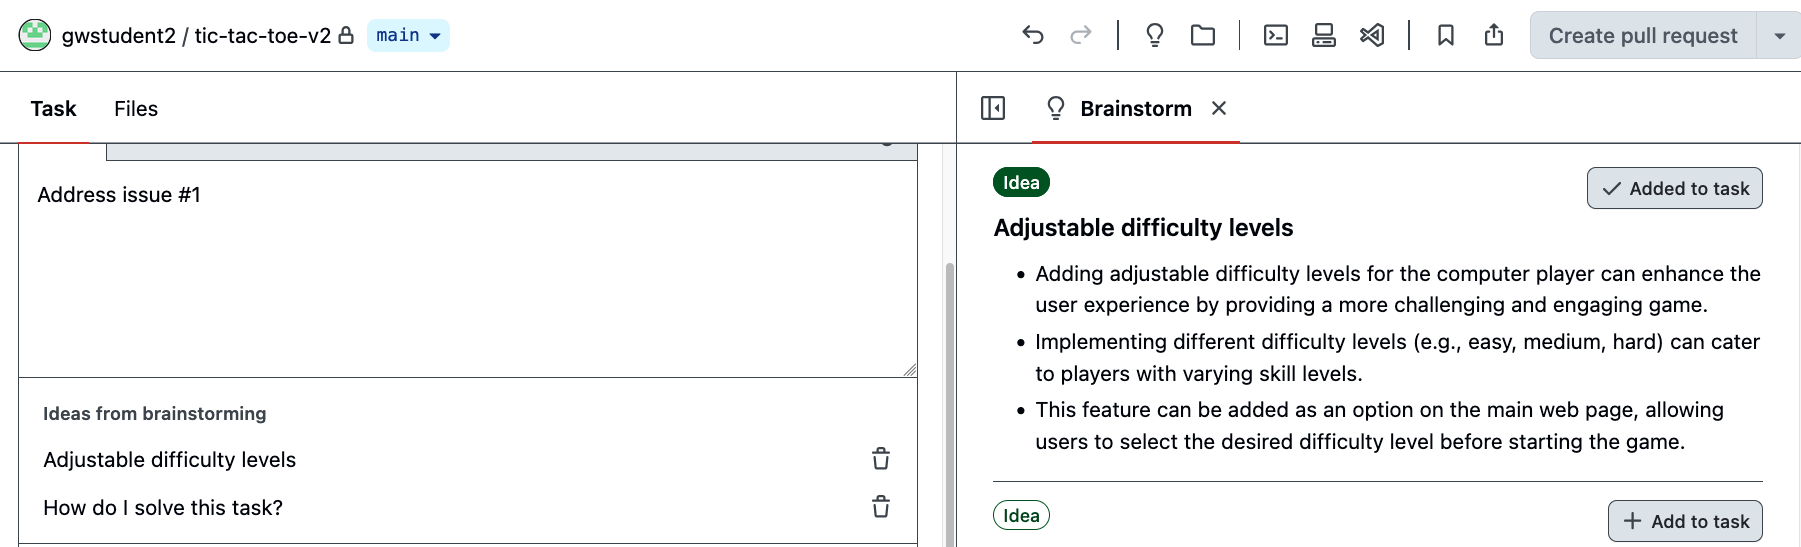 gwstudent2 / tic-tac-toe-v2 main
Create pull request
Task Files
Brainstorm
Address issue #1
Ideas from brainstorming
Adjustable difficulty levels
How do I solve this task?
Idea
Added to task
Adjustable difficulty levels
• Adding adjustable difficulty levels for the computer player can enhance the
user experience by providing a more challenging and engaging game.
• Implementing different difficulty levels (e.g., easy, medium, hard) can cater
to players with varying skill levels.
• This feature can be added as an option on the main web page, allowing
users to select the desired difficulty level before starting the game.
Idea
Add to task